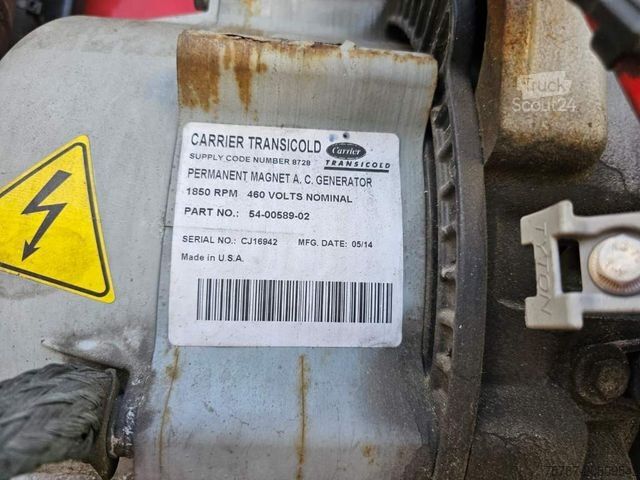 Truck
Scout24
CARRIER TRANSICOLD
SUPPLY CODE NUMBER 8728
Carrier
TRANSICOLD
PERMANENT MAGNET A. C. GENERATOR
1850 RPM 460 VOLTS NOMINAL
PART NO.: 54-00589-02
SERIAL NO.: CJ16942 MFG. DATE: 05/14
Made in U.S.A.
TYTON